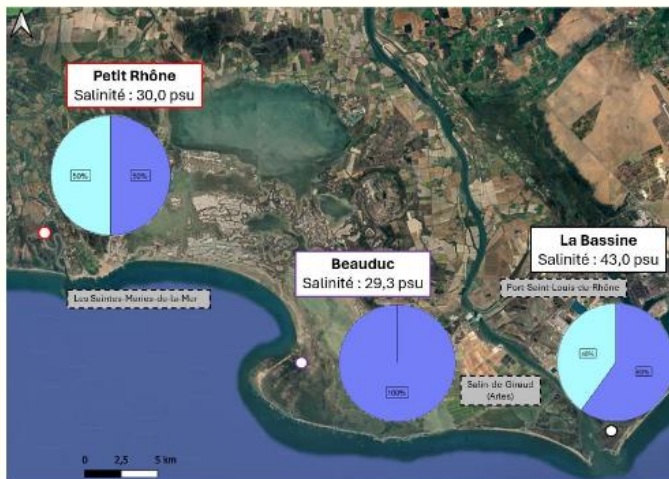 Petit Rhône
Salinité : 30,0 psu
50%
50%
Beauduc
Salinité : 29,3 psu
100%
La Bassine
Salinité : 43,0 psu
40%
60%
Les Saintes-Maries-de-la-Mer
Port Saint-Louis-du-Rhône
Salin de Giraud
(Arles)
0
2,5
5 km